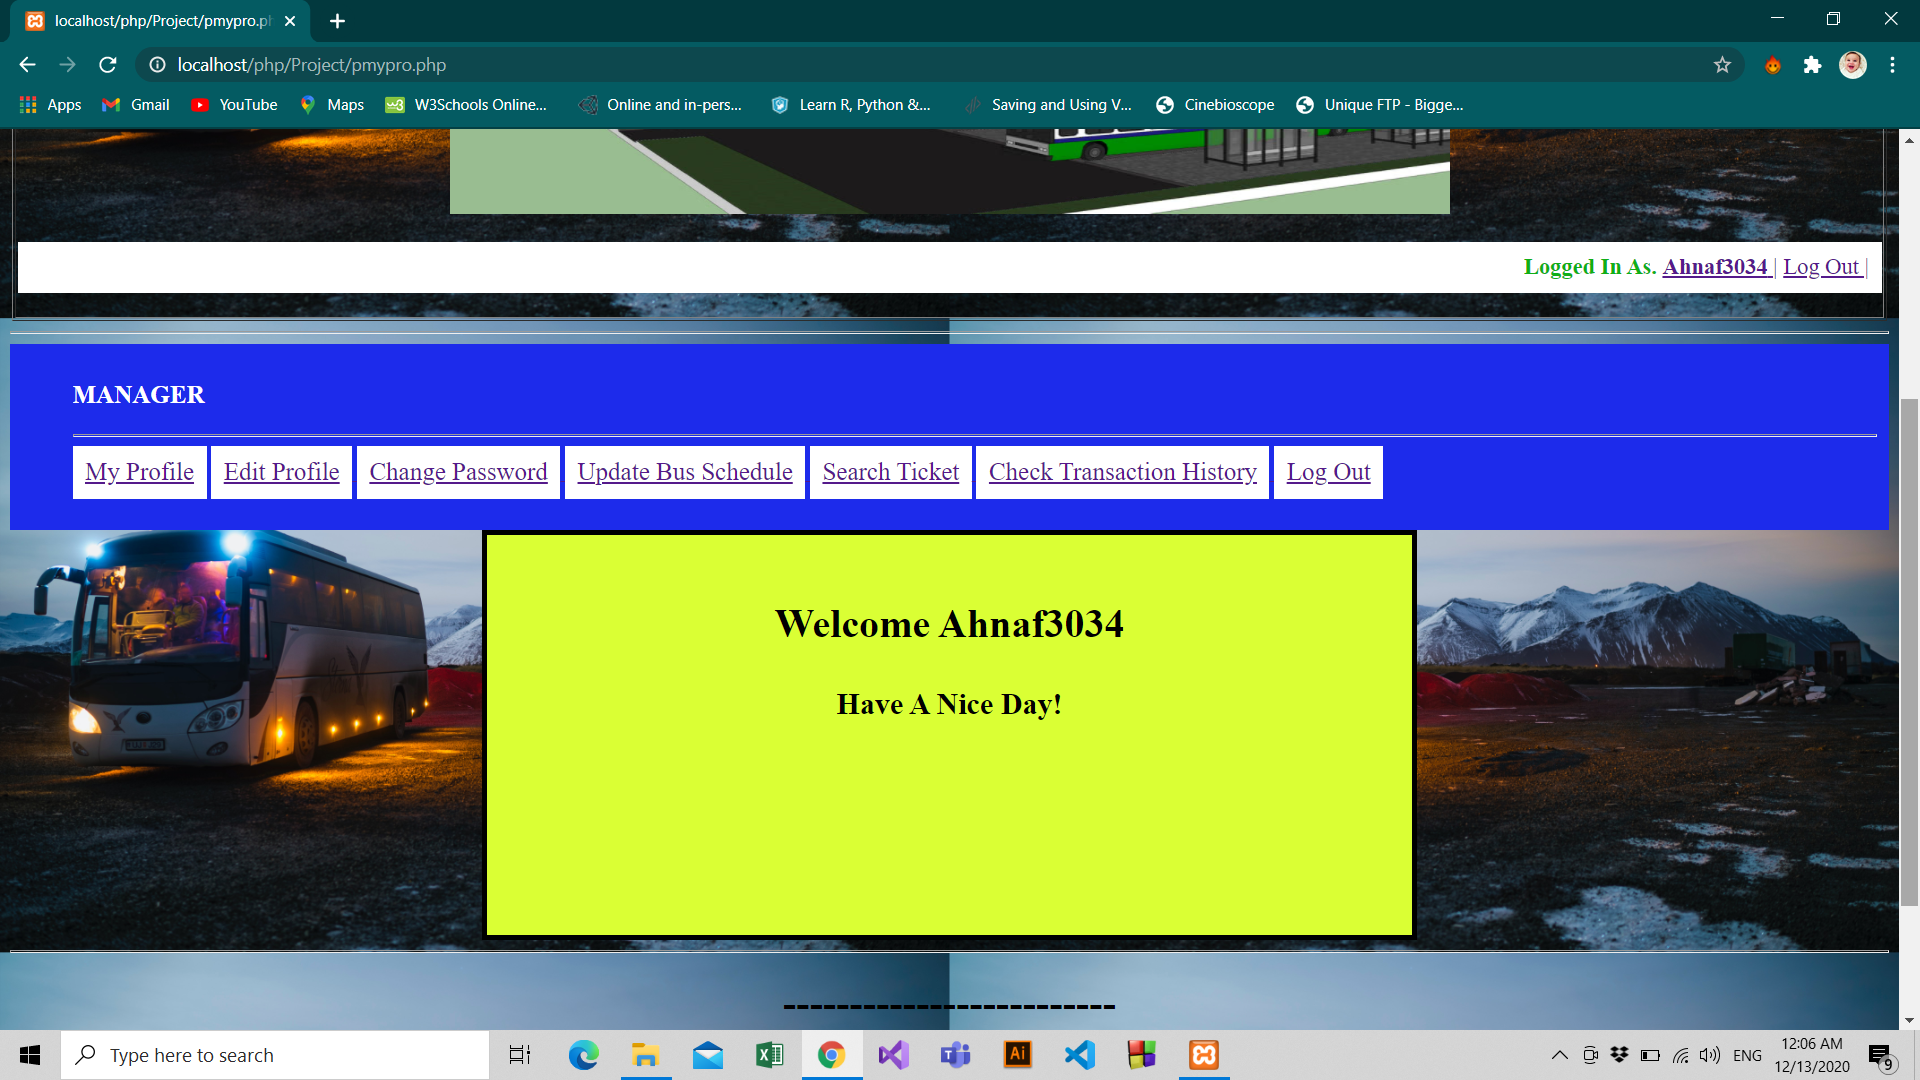 localhost/php/Project/pmypro.ph
localhost/php/Project/pmypro.php
Apps Gmail YouTube Maps W3Schools Online... Online and in-pers... Learn R, Python &... Saving and Using V... Cinebioscope Unique FTP - Bigge...
Logged In As. Ahnaf3034 | Log Out |
MANAGER
My Profile Edit Profile Change Password Update Bus Schedule Search Ticket Check Transaction History Log Out
Welcome Ahnaf3034
Have A Nice Day!
-------------------------
Type here to search
ENG
12:06 AM
12/13/2020
9